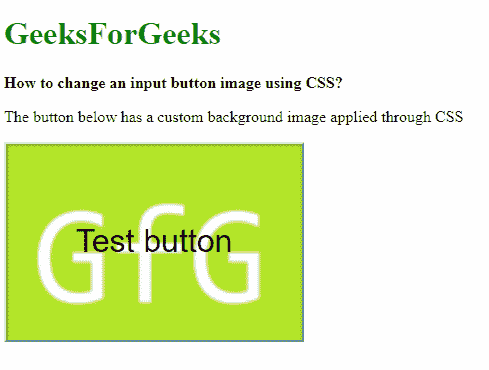 GeeksForGeeks
How to change an input button image using CSS?
The button below has a custom background image applied through CSS
GfG
Test button